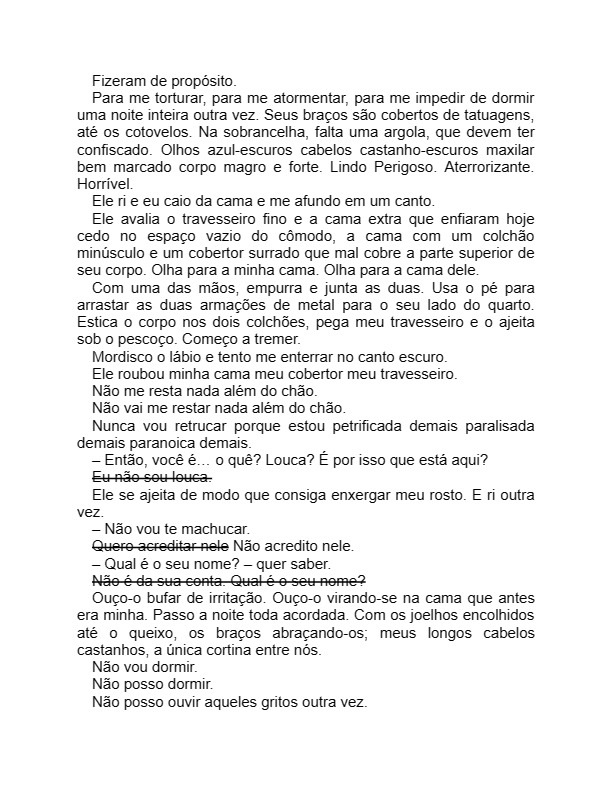 Fizeram de propósito.
Para me torturar, para me atormentar, para me impedir de dormir
uma noite inteira outra vez. Seus braços são cobertos de tatuagens,
até os cotovelos. Na sobrancelha, falta uma argola, que devem ter
confiscado. Olhos azul-escuros cabelos castanho-escuros maxilar
bem marcado corpo magro e forte. Lindo Perigoso. Aterrorizante.
Horrível.
Ele ri e eu caio da cama e me afundo em um canto.
Ele avalia o travesseiro fino e a cama extra que enfiaram hoje
cedo no espaço vazio do cômodo, a cama com um colchão
minúsculo e um cobertor surrado que mal cobre a parte superior de
seu corpo. Olha para a minha cama. Olha para a cama dele.
Com uma das mãos, empurra e junta as duas. Usa o pé para
arrastar as duas armações de metal para o seu lado do quarto.
Estica o corpo nos dois colchões, pega meu travesseiro e o ajeita
sob o pescoço. Começo a tremer.
Mordisco o lábio e tento me enterrar no canto escuro.
Ele roubou minha cama meu cobertor meu travesseiro.
Não me resta nada além do chão.
Não vai me restar nada além do chão.
Nunca vou retrucar porque estou petrificada demais paralisada
demais paranoica demais.
– Então, você é… o quê? Louca? É por isso que está aqui?
Eu não sou louca.
Ele se ajeita de modo que consiga enxergar meu rosto. E ri outra
vez.
– Não vou te machucar.
Quero acreditar nele Não acredito nele.
– Qual é o seu nome? – quer saber.
Não é da sua conta. Qual é o seu nome?
Ouço-o bufar de irritação. Ouço-o virando-se na cama que antes
era minha. Passo a noite toda acordada. Com os joelhos encolhidos
até o queixo, os braços abraçando-os; meus longos cabelos
castanhos, a única cortina entre nós.
Não vou dormir.
Não posso dormir.
Não posso ouvir aqueles gritos outra vez.